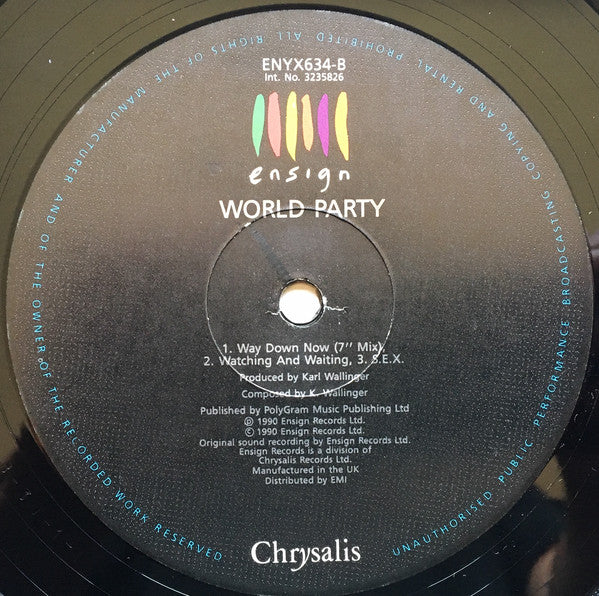 ENYX634-B
Int. No. 3235826
ensign
WORLD PARTY
1. Way Down Now (7" Mix),
2. Watching And Waiting, 3. S.E.X.
Produced by Karl Wallinger
Composed by K. Wallinger
Published by PolyGram Music Publishing Ltd
℗ 1990 Ensign Records Ltd.
© 1990 Ensign Records Ltd.
Original sound recording by Ensign Records Ltd.
Ensign Records is a division of
Chrysalis Records Ltd.
Manufactured in the UK
Distributed by EMI
Chrysalis
ALL RIGHTS OF THE MANUFACTURER AND OF THE OWNER OF THE RECORDED WORK RESERVED
UNAUTHORISED PUBLIC PERFORMANCE BROADCASTING COPYING AND RENTAL PROHIBITED